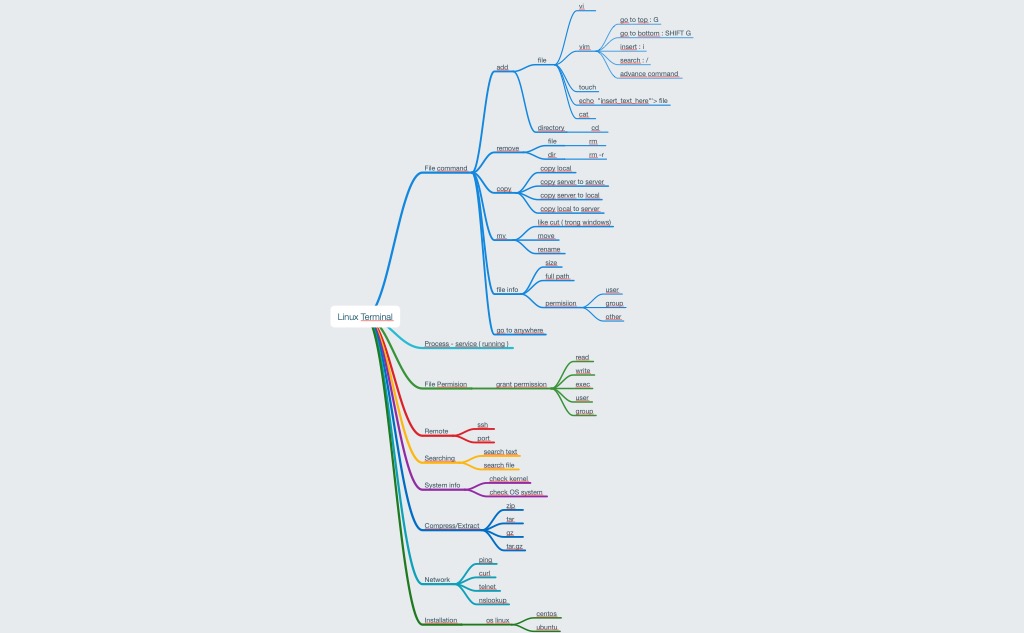 Linux Terminal
File command
add
file
vi
vim
go to top : G
go to bottom : SHIFT G
insert : i
search : /
advance command
touch
echo "insert_text_here"> file
cat
directory
cd
remove
file
rm
dir
rm -r
copy
copy local
copy server to server
copy server to local
copy local to server
mv
like cut ( trong windows)
move
rename
file info
size
full path
permisiion
user
group
other
go to anywhere
Process - service ( running )
File Permision
grant permission
read
write
exec
user
group
Remote
ssh
port
Searching
search text
search file
System info
check kernel
check OS system
Compress/Extract
zip
tar
gz
tar.gz
Network
ping
curl
telnet
nslookup
Installation
os linux
centos
ubuntu